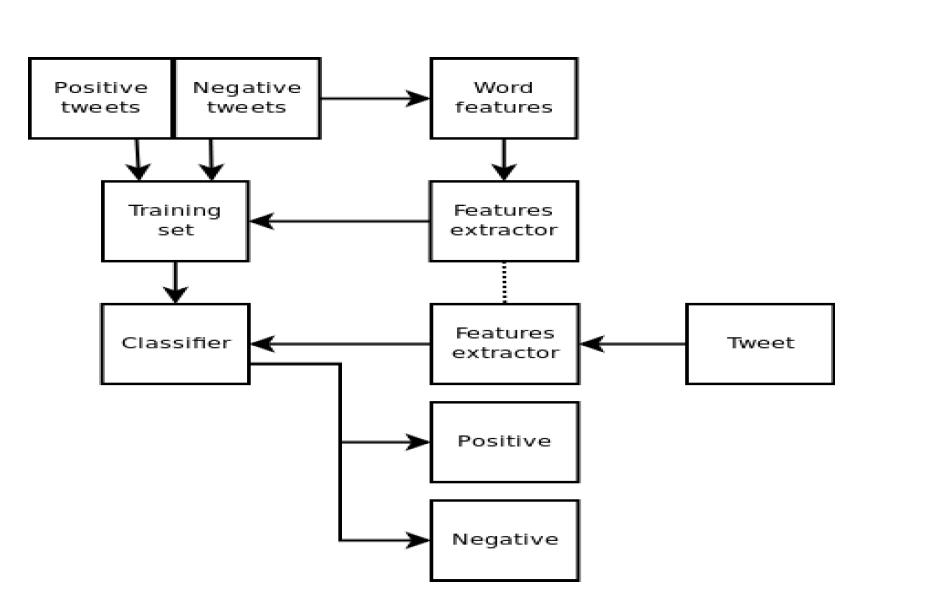 Positive
tweets
Negative
tweets
Word
features
Training
set
Features
extractor
Classifier
Features
extractor
Tweet
Positive
Negative